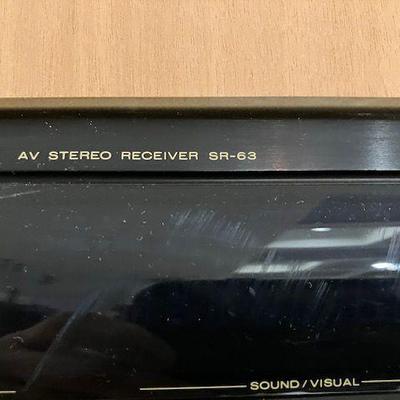 AV STEREO RECEIVER SR-63
SOUND/VISUAL